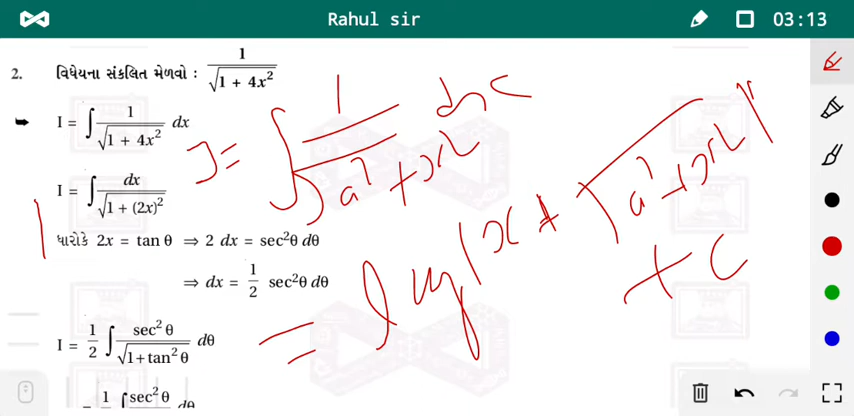 Rahul sir
03:13
2. વિધેયના સંકલિત મેળવો : 1/√(1 + 4x²)
➥ I = ∫ 1/√(1 + 4x²) dx
I = ∫ dx/√(1 + (2x)²)
ધારોકે 2x = tan θ ⇒ 2 dx = sec²θ dθ
⇒ dx = 1/2 sec²θ dθ
I = 1/2 ∫ sec²θ/√(1+tan²θ) dθ
I = ∫ 1/√(a²+x²) dx
= log|x + √(a²+x²)|
+ c